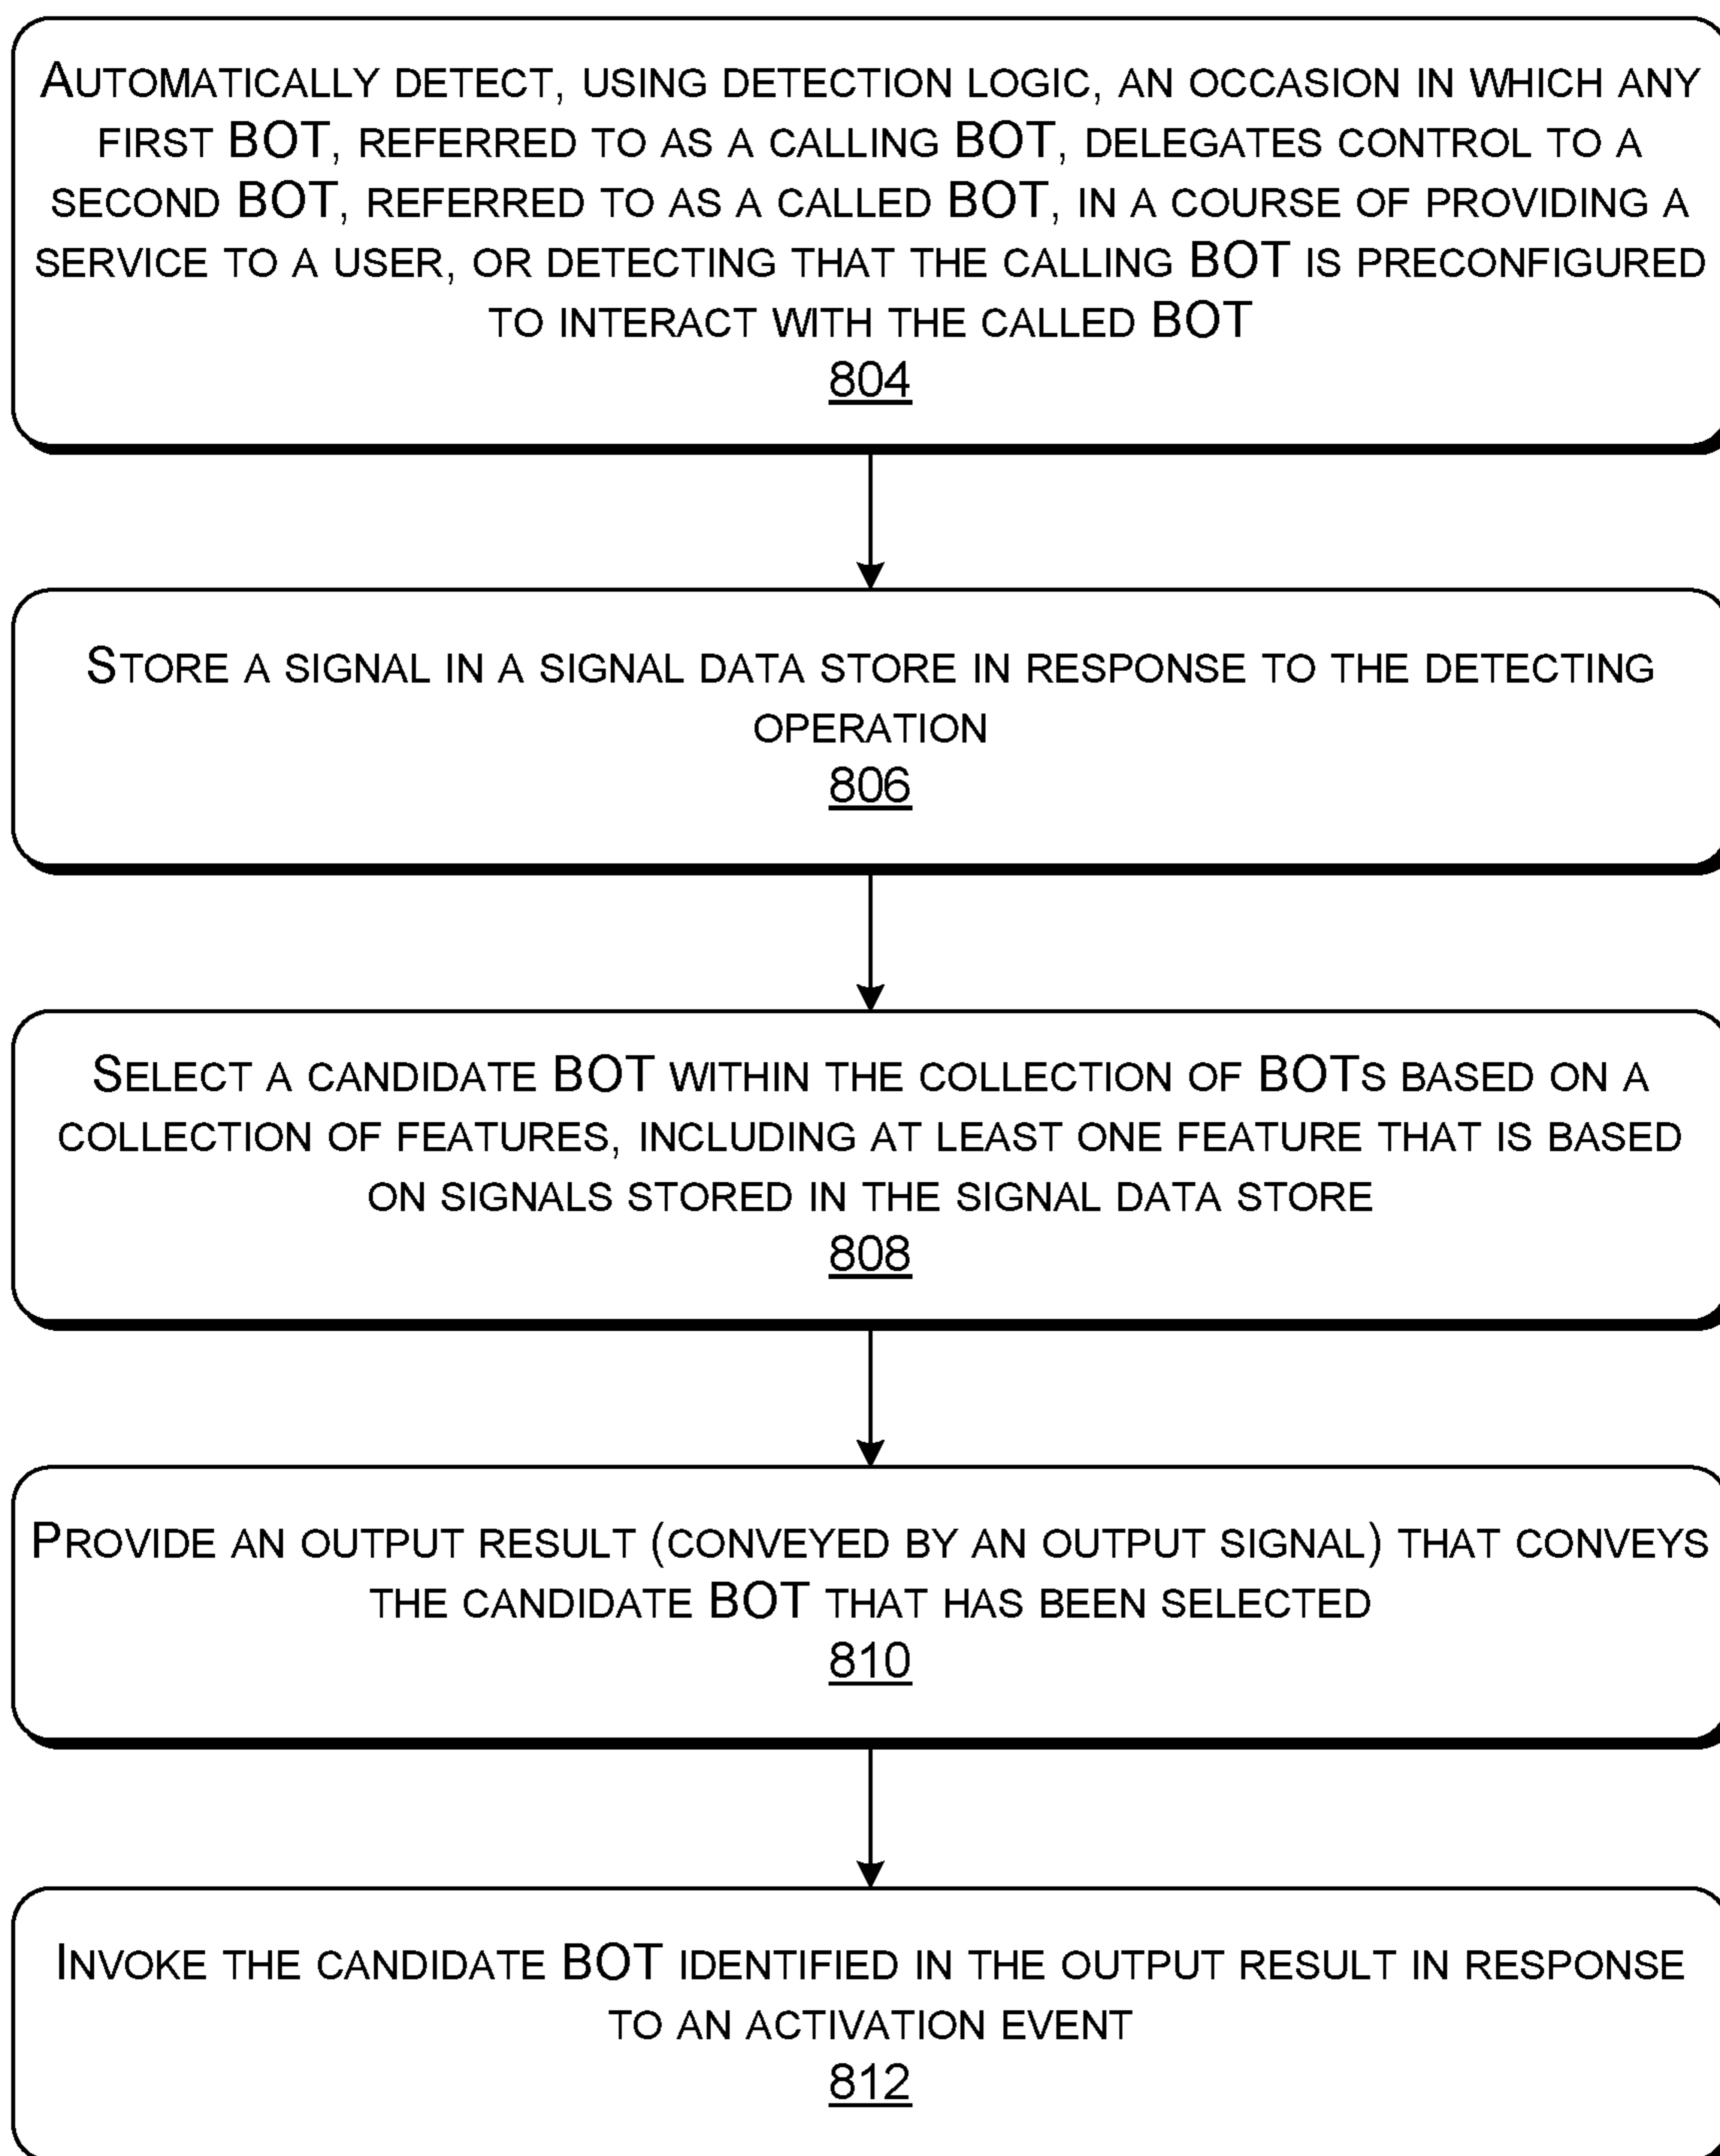 AUTOMATICALLY DETECT, USING DETECTION LOGIC, AN OCCASION IN WHICH ANY
FIRST BOT, REFERRED TO AS A CALLING BOT, DELEGATES CONTROL TO A
SECOND BOT, REFERRED TO AS A CALLED BOT, IN A COURSE OF PROVIDING A
SERVICE TO A USER, OR DETECTING THAT THE CALLING BOT IS PRECONFIGURED
TO INTERACT WITH THE CALLED BOT
804
STORE A SIGNAL IN A SIGNAL DATA STORE IN RESPONSE TO THE DETECTING
OPERATION
806
SELECT A CANDIDATE BOT WITHIN THE COLLECTION OF BOTS BASED ON A
COLLECTION OF FEATURES, INCLUDING AT LEAST ONE FEATURE THAT IS BASED
ON SIGNALS STORED IN THE SIGNAL DATA STORE
808
PROVIDE AN OUTPUT RESULT (CONVEYED BY AN OUTPUT SIGNAL) THAT CONVEYS
THE CANDIDATE BOT THAT HAS BEEN SELECTED
810
INVOKE THE CANDIDATE BOT IDENTIFIED IN THE OUTPUT RESULT IN RESPONSE
TO AN ACTIVATION EVENT
812